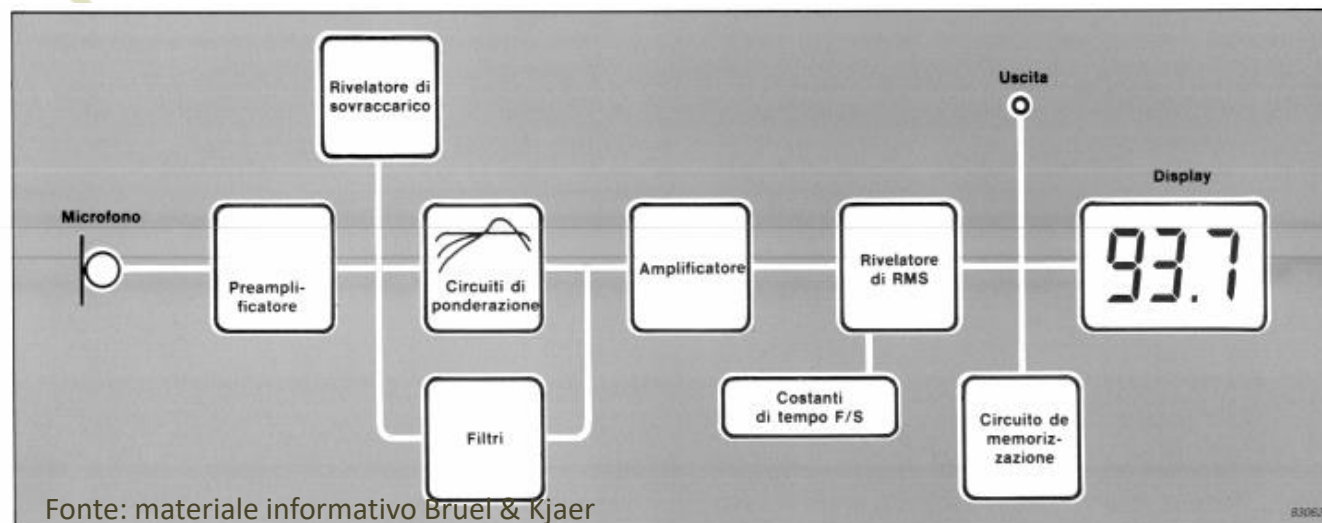 Rivelatore di
sovraccarico
Uscita
Display
Microfono
93.7
Preampli-
ficatore
Circuiti di
ponderazione
Amplificatore
Rivelatore
di RMS
Filtri
Costanti
di tempo F/S
Circuito de
memoriz-
zazione
Fonte: materiale informativo Bruel & Kjaer